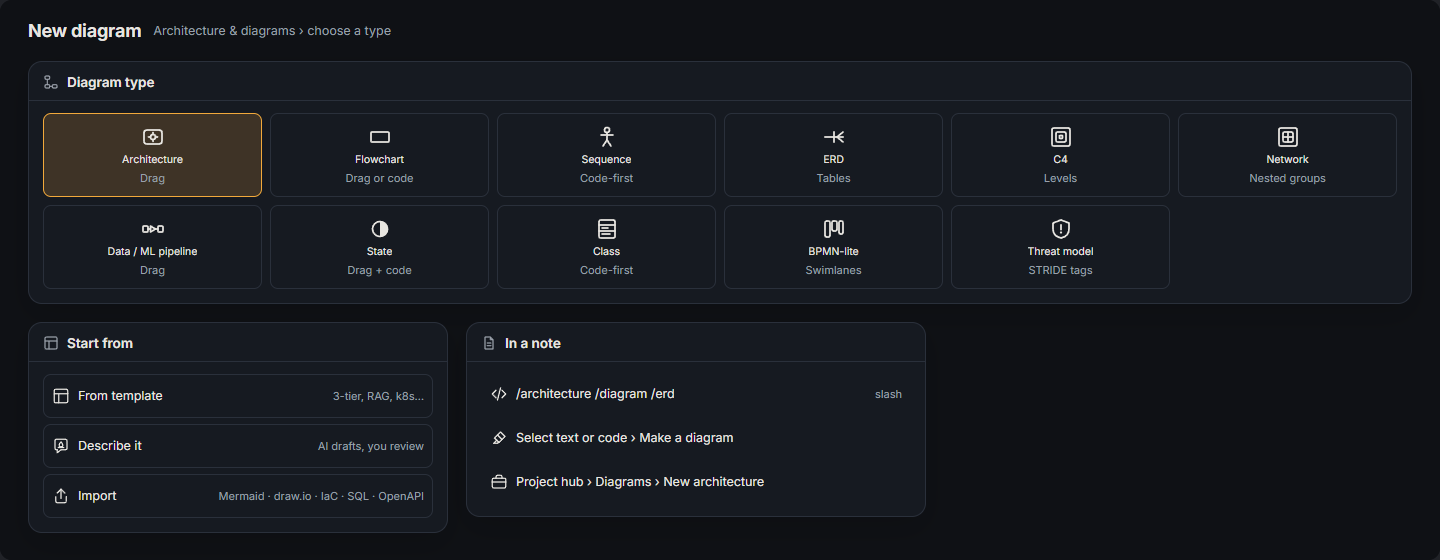 New diagram Architecture & diagrams › choose a type
Diagram type
Architecture
Drag
Flowchart
Drag or code
Sequence
Code-first
ERD
Tables
C4
Levels
Network
Nested groups
Data / ML pipeline
Drag
State
Drag + code
Class
Code-first
BPMN-lite
Swimlanes
Threat model
STRIDE tags
Start from
From template 3-tier, RAG, k8s...
Describe it AI drafts, you review
Import Mermaid · draw.io · IaC · SQL · OpenAPI
In a note
/architecture /diagram /erd slash
Select text or code › Make a diagram
Project hub › Diagrams › New architecture